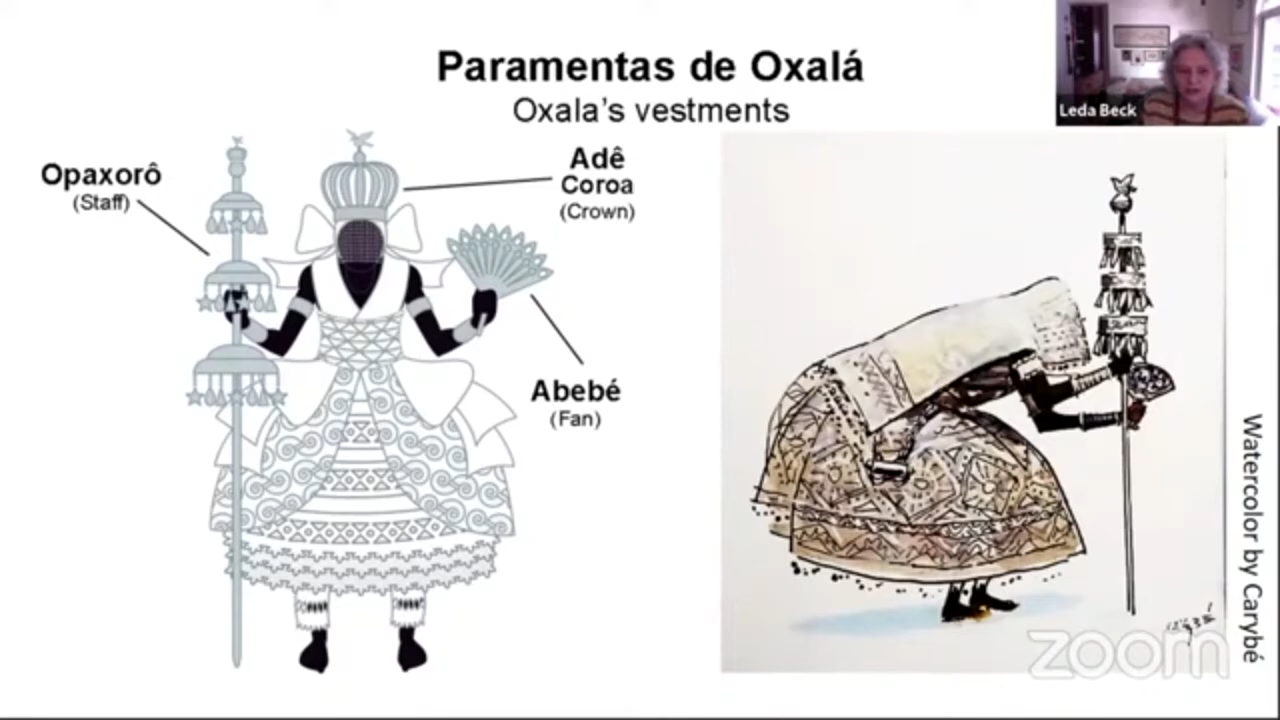 Paramentas de Oxalá
Oxala's vestments
Leda Beck
Opaxorô
(Staff)
Adê
Coroa
(Crown)
Abebé
(Fan)
Watercolor by Carybé
zoom